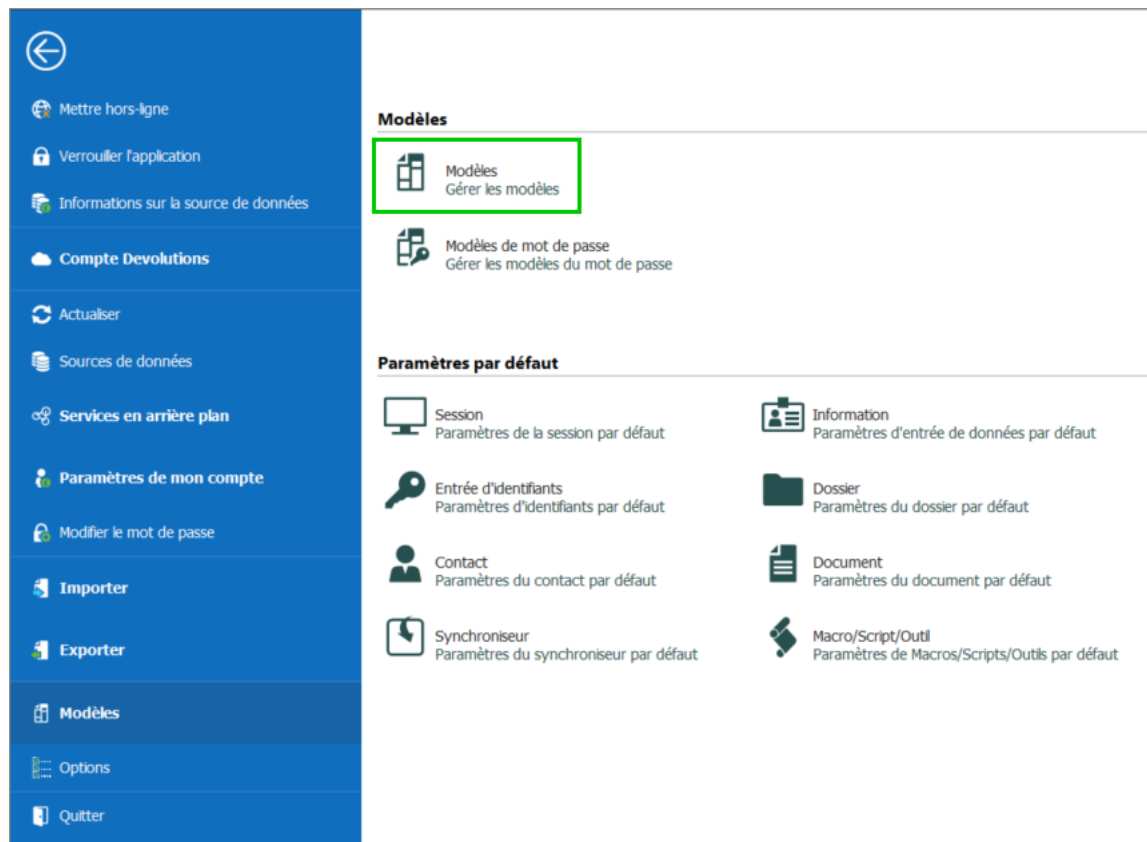 Mettre hors-ligne
Verrouiller l'application
Informations sur la source de données
Compte Devolutions
Actualiser
Sources de données
Services en arrière plan
Paramètres de mon compte
Modifier le mot de passe
Importer
Exporter
Modèles
Options
Quitter
Modèles
Modèles
Gérer les modèles
Modèles de mot de passe
Gérer les modèles du mot de passe
Paramètres par défaut
Session
Paramètres de la session par défaut
Information
Paramètres d'entrée de données par défaut
Entrée d'identifiants
Paramètres d'identifiants par défaut
Dossier
Paramètres du dossier par défaut
Contact
Paramètres du contact par défaut
Document
Paramètres du document par défaut
Synchroniseur
Paramètres du synchroniseur par défaut
Macro/Script/Outil
Paramètres de Macros/Scripts/Outils par défaut